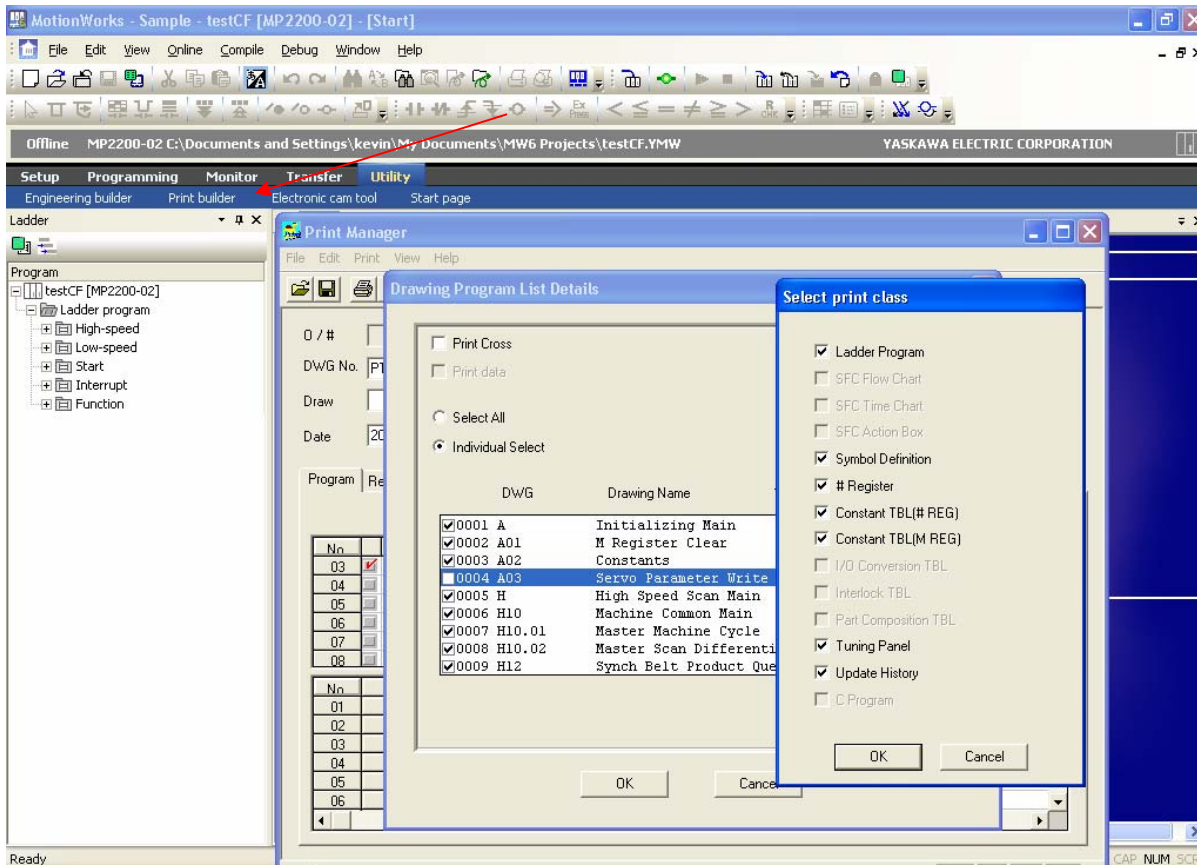 MotionWorks - Sample - testCF [MP2200-02] - [Start]
File Edit View Online Compile Debug Window Help
Offline MP2200-02 C:\Documents and Settings\kevin\My Documents\MW6 Projects\testCF.YMW YASKAWA ELECTRIC CORPORATION
Setup Programming Monitor Transfer Utility
Engineering builder Print builder Electronic cam tool Start page
Ladder
Program
testCF [MP2200-02]
Ladder program
High-speed
Low-speed
Start
Interrupt
Function
Print Manager
File Edit Print View Help
O / #
DWG No. PT
Draw
Date 20
Program Re
No
03
04
05
06
07
08
No
01
02
03
04
05
06
Drawing Program List Details
Print Cross
Print data
Select All
Individual Select
DWG Drawing Name
0001 A Initializing Main
0002 A01 M Register Clear
0003 A02 Constants
0004 A03 Servo Parameter Write
0005 H High Speed Scan Main
0006 H10 Machine Common Main
0007 H10.01 Master Machine Cycle
0008 H10.02 Master Scan Differenti
0009 H12 Synch Belt Product Que
OK Cance
Select print class
Ladder Program
SFC Flow Chart
SFC Time Chart
SFC Action Box
Symbol Definition
# Register
Constant TBL(# REG)
Constant TBL(M REG)
I/O Conversion TBL
Interlock TBL
Part Composition TBL
Tuning Panel
Update History
C Program
OK Cancel
Ready CAP NUM SCR